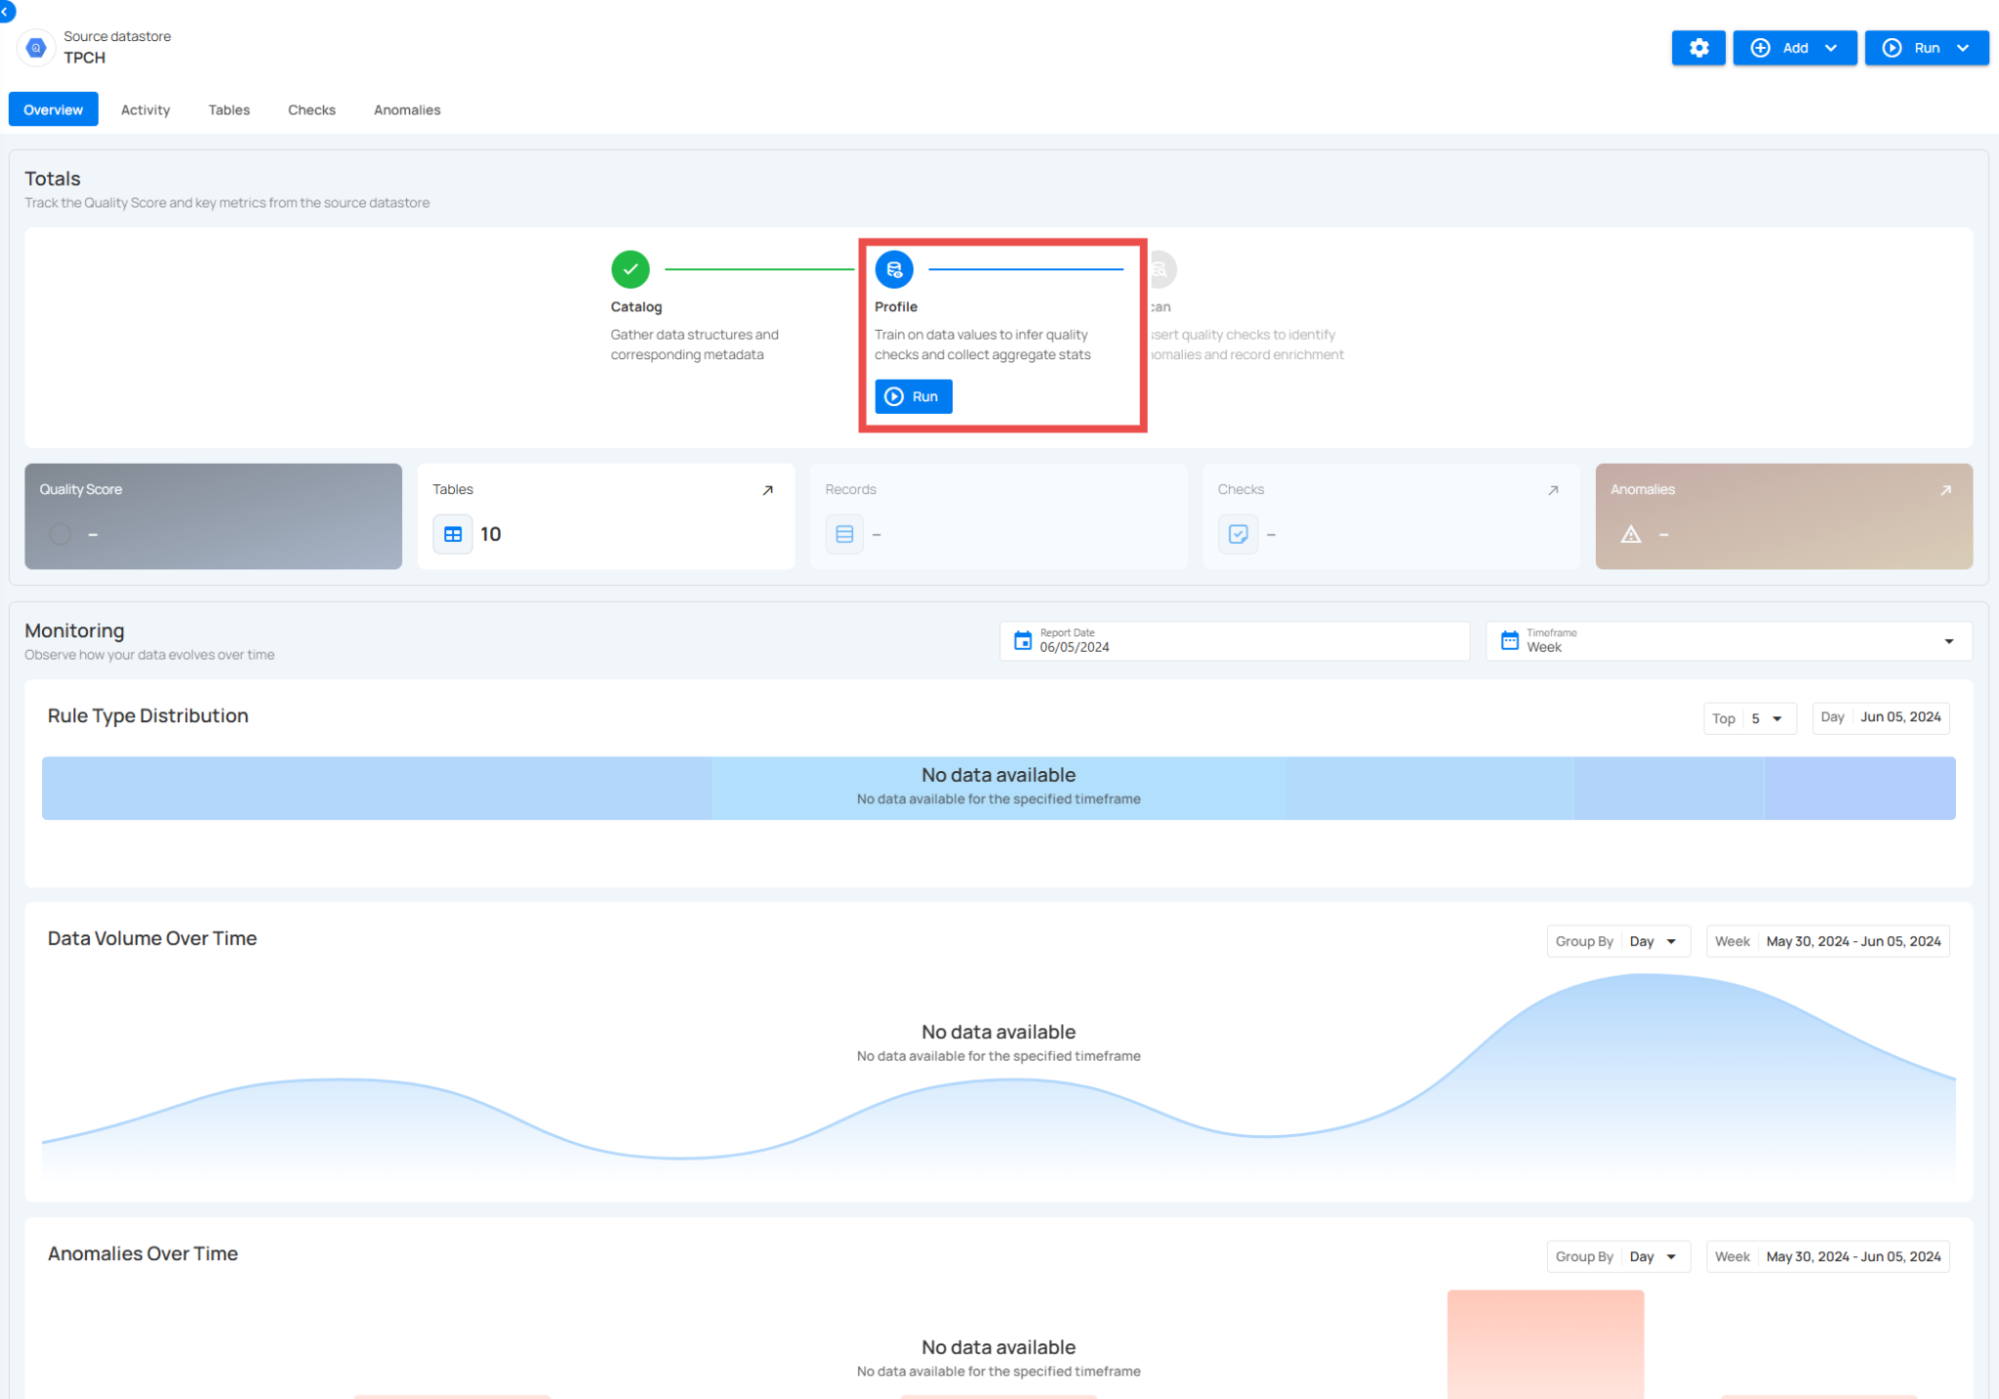 Source datastore
TPCH
Add
Run
Overview
Activity
Tables
Checks
Anomalies
Totals
Track the Quality Score and key metrics from the source datastore
Catalog
Gather data structures and
corresponding metadata
Profile
Train on data values to infer quality
checks and collect aggregate stats
Run
can
ssert quality checks to identify
nomalies and record enrichment
Quality Score
–
Tables
10
Records
–
Checks
–
Anomalies
–
Monitoring
Observe how your data evolves over time
Report Date
06/05/2024
Timeframe
Week
Rule Type Distribution
Top 5
Day Jun 05, 2024
No data available
No data available for the specified timeframe
Data Volume Over Time
Group By Day
Week May 30, 2024 - Jun 05, 2024
No data available
No data available for the specified timeframe
Anomalies Over Time
Group By Day
Week May 30, 2024 - Jun 05, 2024
No data available
No data available for the specified timeframe